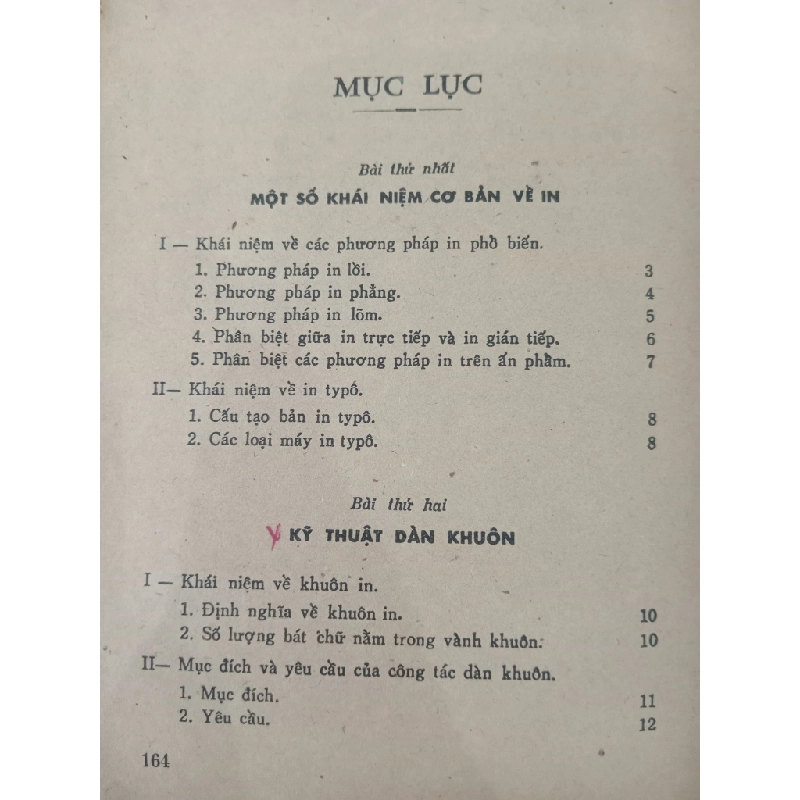 MỤC LỤC
Bài thứ nhất
MỘT SỐ KHÁI NIỆM CƠ BẢN VỀ IN
I — Khái niệm về các phương pháp in phổ biến.
1. Phương pháp in lồi. 3
2. Phương pháp in phẳng. 4
3. Phương pháp in lõm. 5
4. Phân biệt giữa in trực tiếp và in gián tiếp. 6
5. Phân biệt các phương pháp in trên ấn phẩm. 7
II— Khái niệm về in typô.
1. Cấu tạo bản in typô. 8
2. Các loại máy in typô. 8
Bài thứ hai
KỸ THUẬT DÀN KHUÔN
I — Khái niệm về khuôn in.
1. Định nghĩa về khuôn in. 10
2. Số lượng bát chữ nằm trong vành khuôn. 10
II— Mục đích và yêu cầu của công tác dàn khuôn.
1. Mục đích. 11
2. Yêu cầu. 12
164